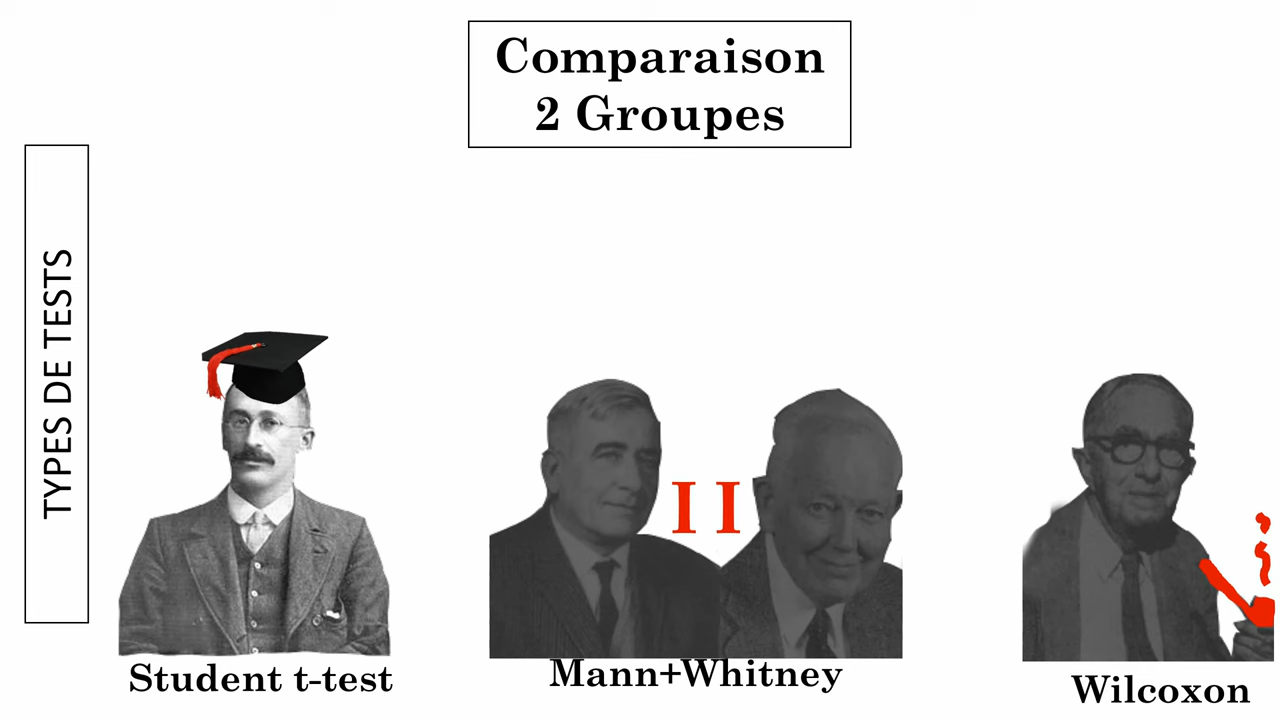 Comparaison
2 Groupes
TYPES DE TESTS
I I
Student t-test
Mann+Whitney
Wilcoxon